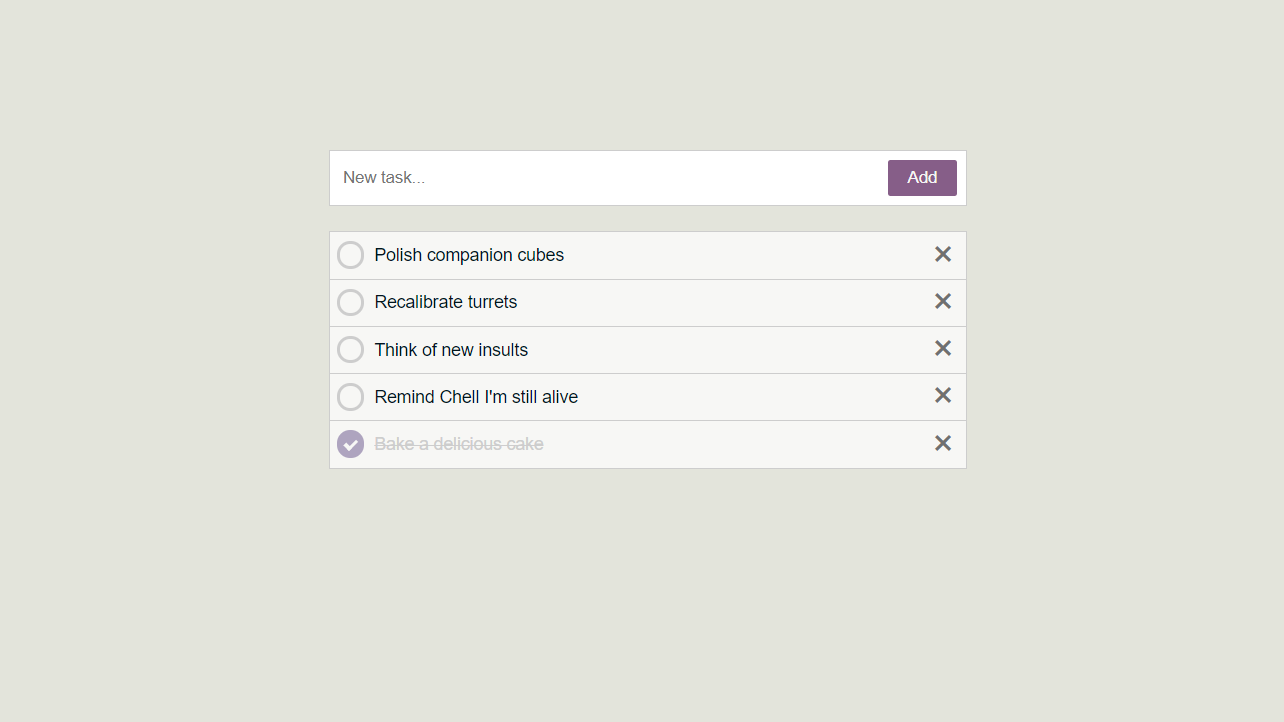 New task...
Add
Polish companion cubes
Recalibrate turrets
Think of new insults
Remind Chell I'm still alive
Bake a delicious cake